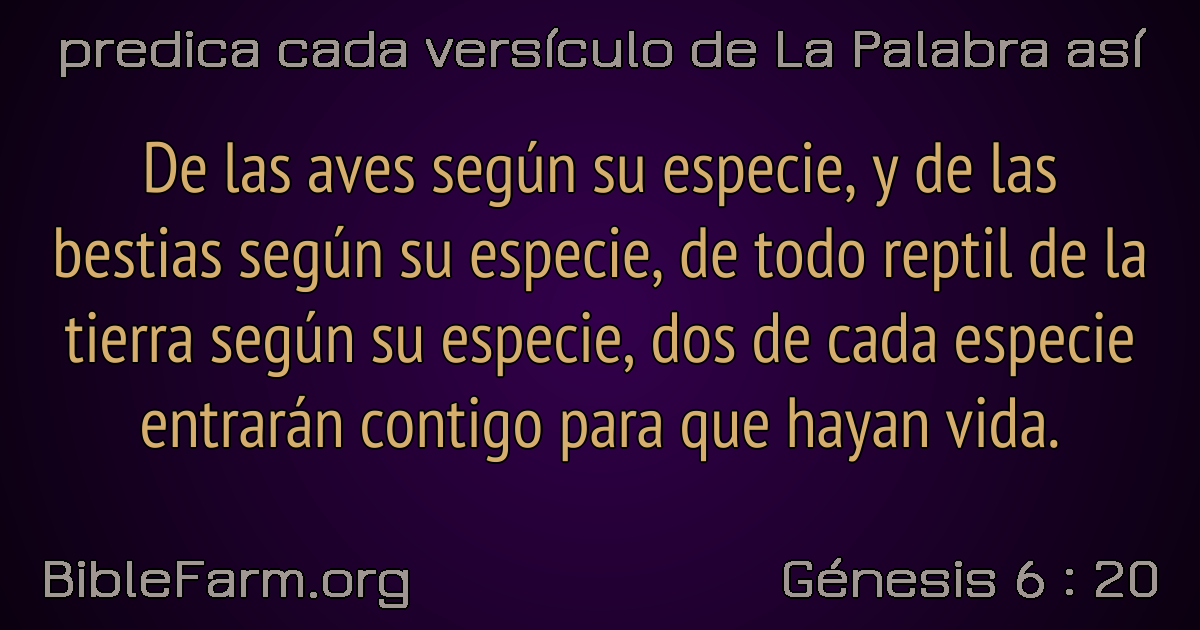 predica cada versículo de La Palabra así
De las aves según su especie, y de las
bestias según su especie, de todo reptil de la
tierra según su especie, dos de cada especie
entrarán contigo para que hayan vida.
BibleFarm.org
Génesis 6 : 20